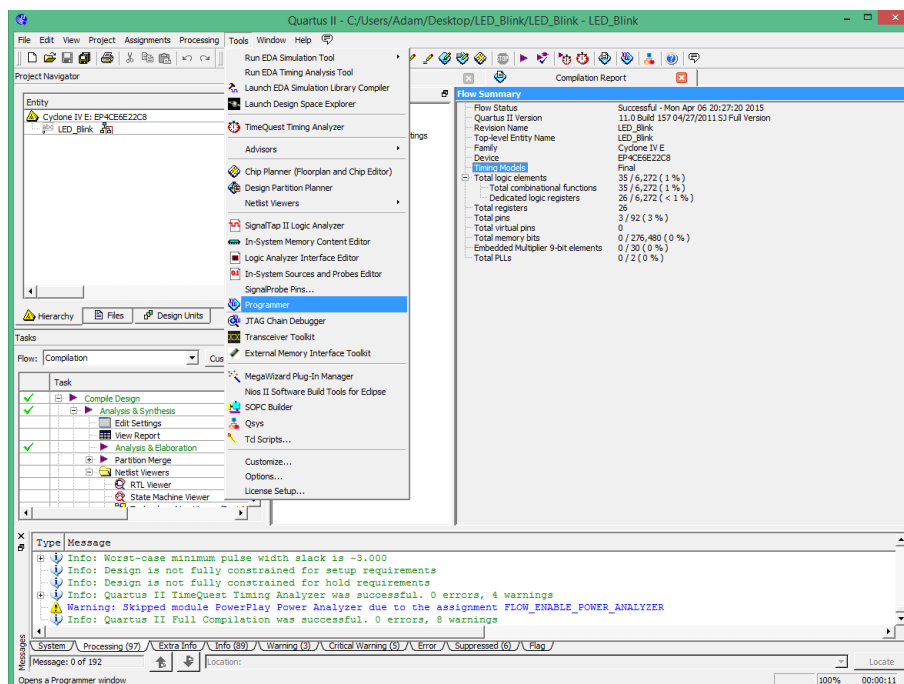 Quartus II - C:/Users/Adam/Desktop/LED_Blink/LED_Blink - LED_Blink
File Edit View Project Assignments Processing Tools Window Help
Project Navigator
Entity
Cyclone IV E: EP4CE6E22C8
LED_Blink
Hierarchy Files Design Units
Tasks
Flow: Compilation Cus
Task
Compile Design
Analysis & Synthesis
Edit Settings
View Report
Analysis & Elaboration
Partition Merge
Netlist Viewers
RTL Viewer
State Machine Viewer
Run EDA Simulation Tool
Run EDA Timing Analysis Tool
Launch EDA Simulation Library Compiler
Launch Design Space Explorer
TimeQuest Timing Analyzer
Advisors
Chip Planner (Floorplan and Chip Editor)
Design Partition Planner
Netlist Viewers
SignalTap II Logic Analyzer
In-System Memory Content Editor
Logic Analyzer Interface Editor
In-System Sources and Probes Editor
SignalProbe Pins...
Programmer
JTAG Chain Debugger
Transceiver Toolkit
External Memory Interface Toolkit
MegaWizard Plug-In Manager
Nios II Software Build Tools for Eclipse
SOPC Builder
Qsys
Tcl Scripts...
Customize...
Options...
License Setup...
tings
Compilation Report
Flow Summary
Flow Status Successful - Mon Apr 06 20:27:20 2015
Quartus II Version 11.0 Build 157 04/27/2011 SJ Full Version
Revision Name LED_Blink
Top-level Entity Name LED_Blink
Family Cyclone IV E
Device EP4CE6E22C8
Timing Models Final
Total logic elements 35 / 6,272 ( 1 % )
Total combinational functions 35 / 6,272 ( 1 % )
Dedicated logic registers 26 / 6,272 ( < 1 % )
Total registers 26
Total pins 3 / 92 ( 3 % )
Total virtual pins 0
Total memory bits 0 / 276,480 ( 0 % )
Embedded Multiplier 9-bit elements 0 / 30 ( 0 % )
Total PLLs 0 / 2 ( 0 % )
Type Message
Info: Worst-case minimum pulse width slack is -3.000
Info: Design is not fully constrained for setup requirements
Info: Design is not fully constrained for hold requirements
Info: Quartus II TimeQuest Timing Analyzer was successful. 0 errors, 4 warnings
Warning: Skipped module PowerPlay Power Analyzer due to the assignment FLOW_ENABLE_POWER_ANALYZER
Info: Quartus II Full Compilation was successful. 0 errors, 8 warnings
System Processing (97) Extra Info Info (89) Warning (3) Critical Warning (5) Error Suppressed (6) Flag
Messages
Message: 0 of 192 Location: Locate
Opens a Programmer window 100% 00:00:11